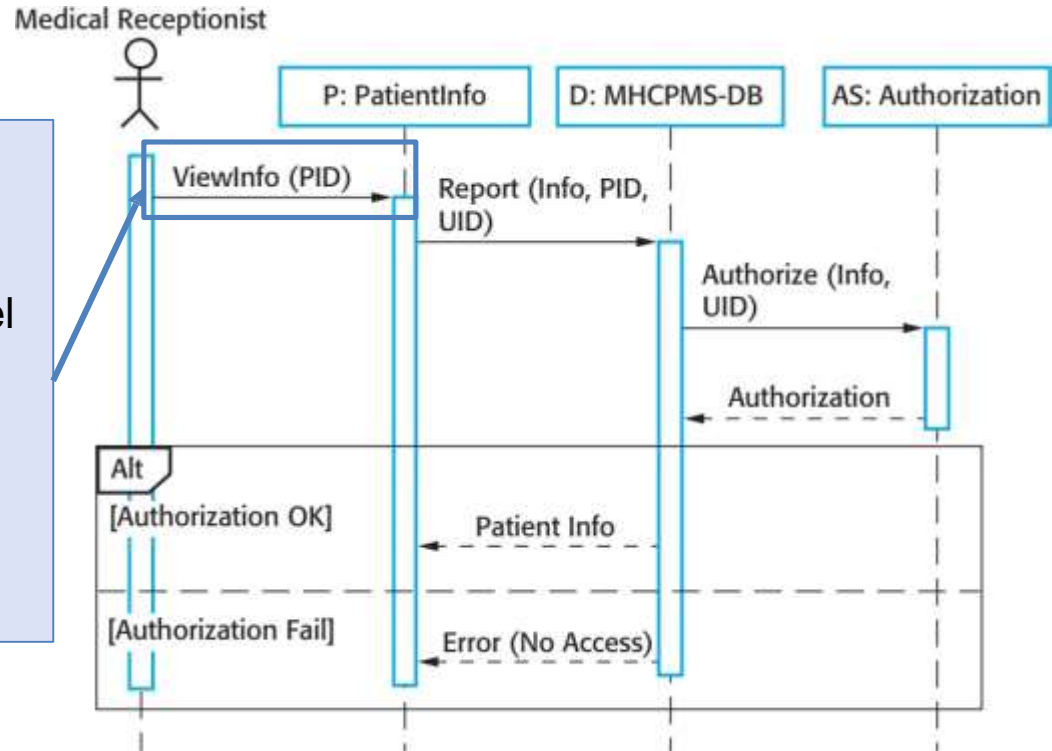 Medical Receptionist
P: PatientInfo
D: MHCPMS-DB
AS: Authorization
ViewInfo (PID)
Report (Info, PID,
UID)
Authorize (Info,
UID)
el
Authorization
Alt
[Authorization OK]
Patient Info
[Authorization Fail]
Error (No Access)